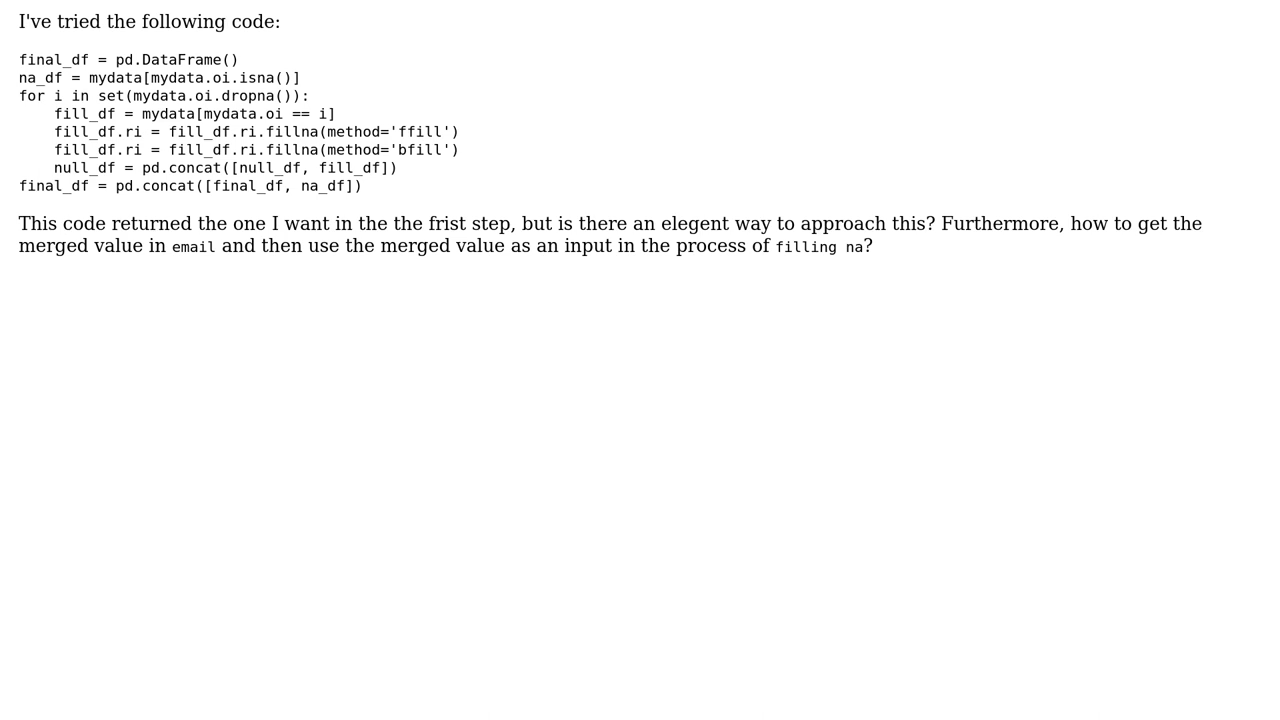 I've tried the following code:
final_df = pd.DataFrame()
na_df = mydata[mydata.oi.isna()]
for i in set(mydata.oi.dropna()):
    fill_df = mydata[mydata.oi == i]
    fill_df.ri = fill_df.ri.fillna(method='ffill')
    fill_df.ri = fill_df.ri.fillna(method='bfill')
    null_df = pd.concat([null_df, fill_df])
final_df = pd.concat([final_df, na_df])
This code returned the one I want in the the frist step, but is there an elegent way to approach this? Furthermore, how to get the
merged value in email and then use the merged value as an input in the process of filling na?